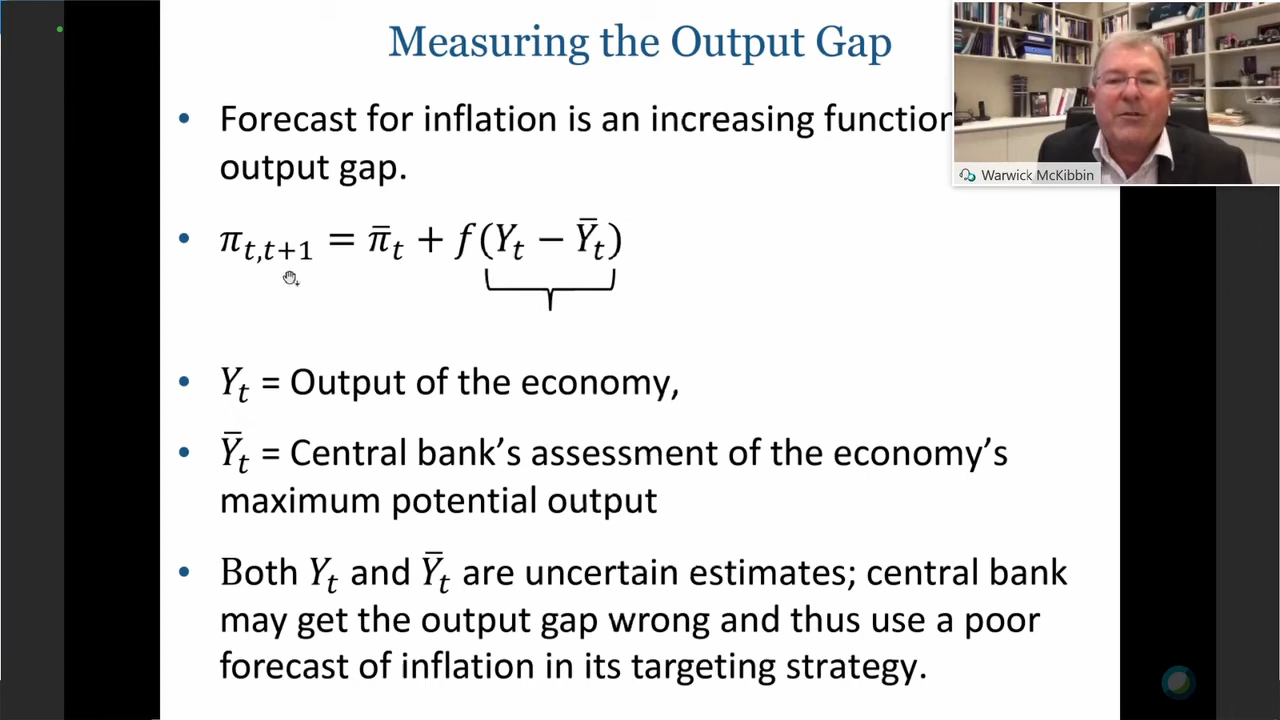 Measuring the Output Gap
• Forecast for inflation is an increasing function
output gap.
• π_{t,t+1} = π̄_t + f(Y_t − Ȳ_t)
• Y_t = Output of the economy,
• Ȳ_t = Central bank’s assessment of the economy’s
maximum potential output
• Both Y_t and Ȳ_t are uncertain estimates; central bank
may get the output gap wrong and thus use a poor
forecast of inflation in its targeting strategy.
Warwick McKibbin